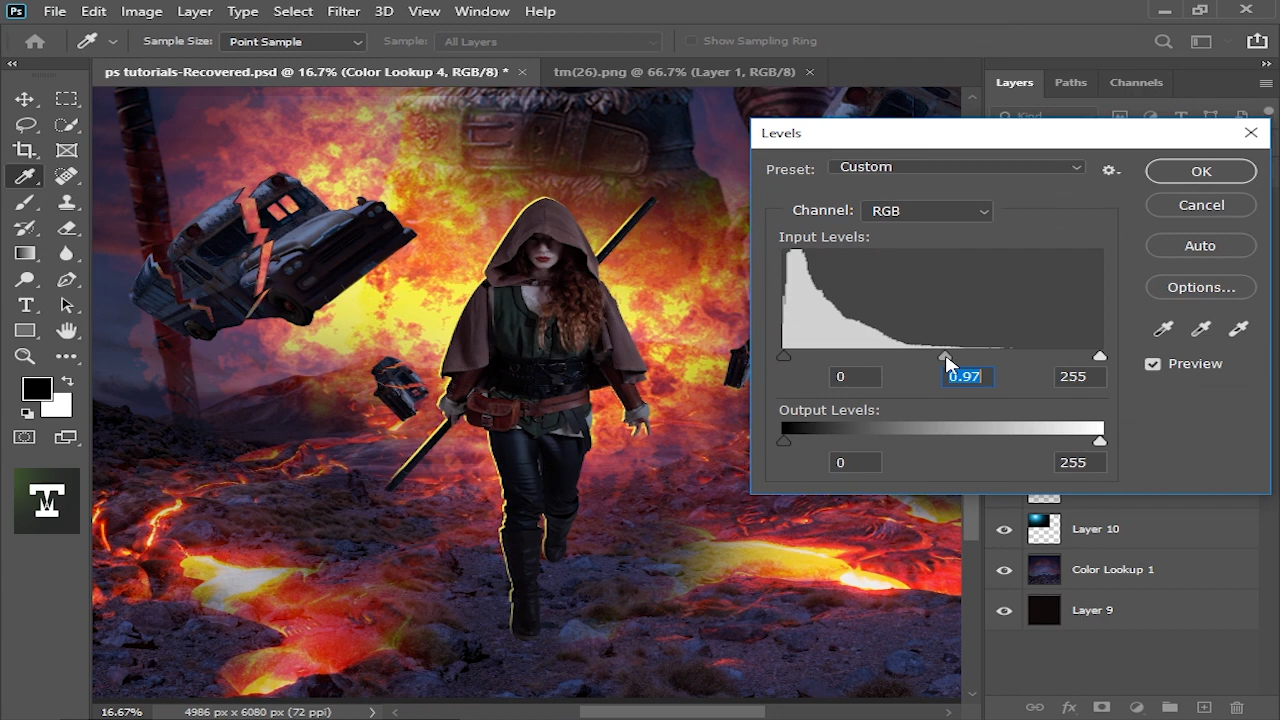 Ps File Edit Image Layer Type Select Filter 3D View Window Help
Sample Size: Point Sample Sample: All Layers Show Sampling Ring
ps tutorials-Recovered.psd @ 16.7% (Color Lookup 4, RGB/8) * × tm(26).png @ 66.7% (Layer 1, RGB/8) ×
Layers Paths Channels
Kind
Levels
Preset: Custom
OK
Channel: RGB
Cancel
Input Levels:
Auto
Options...
Preview
0 0.97 255
Output Levels:
0 255
Layer 10
Color Lookup 1
Layer 9
16.67% 4986 px x 6080 px (72 ppi)